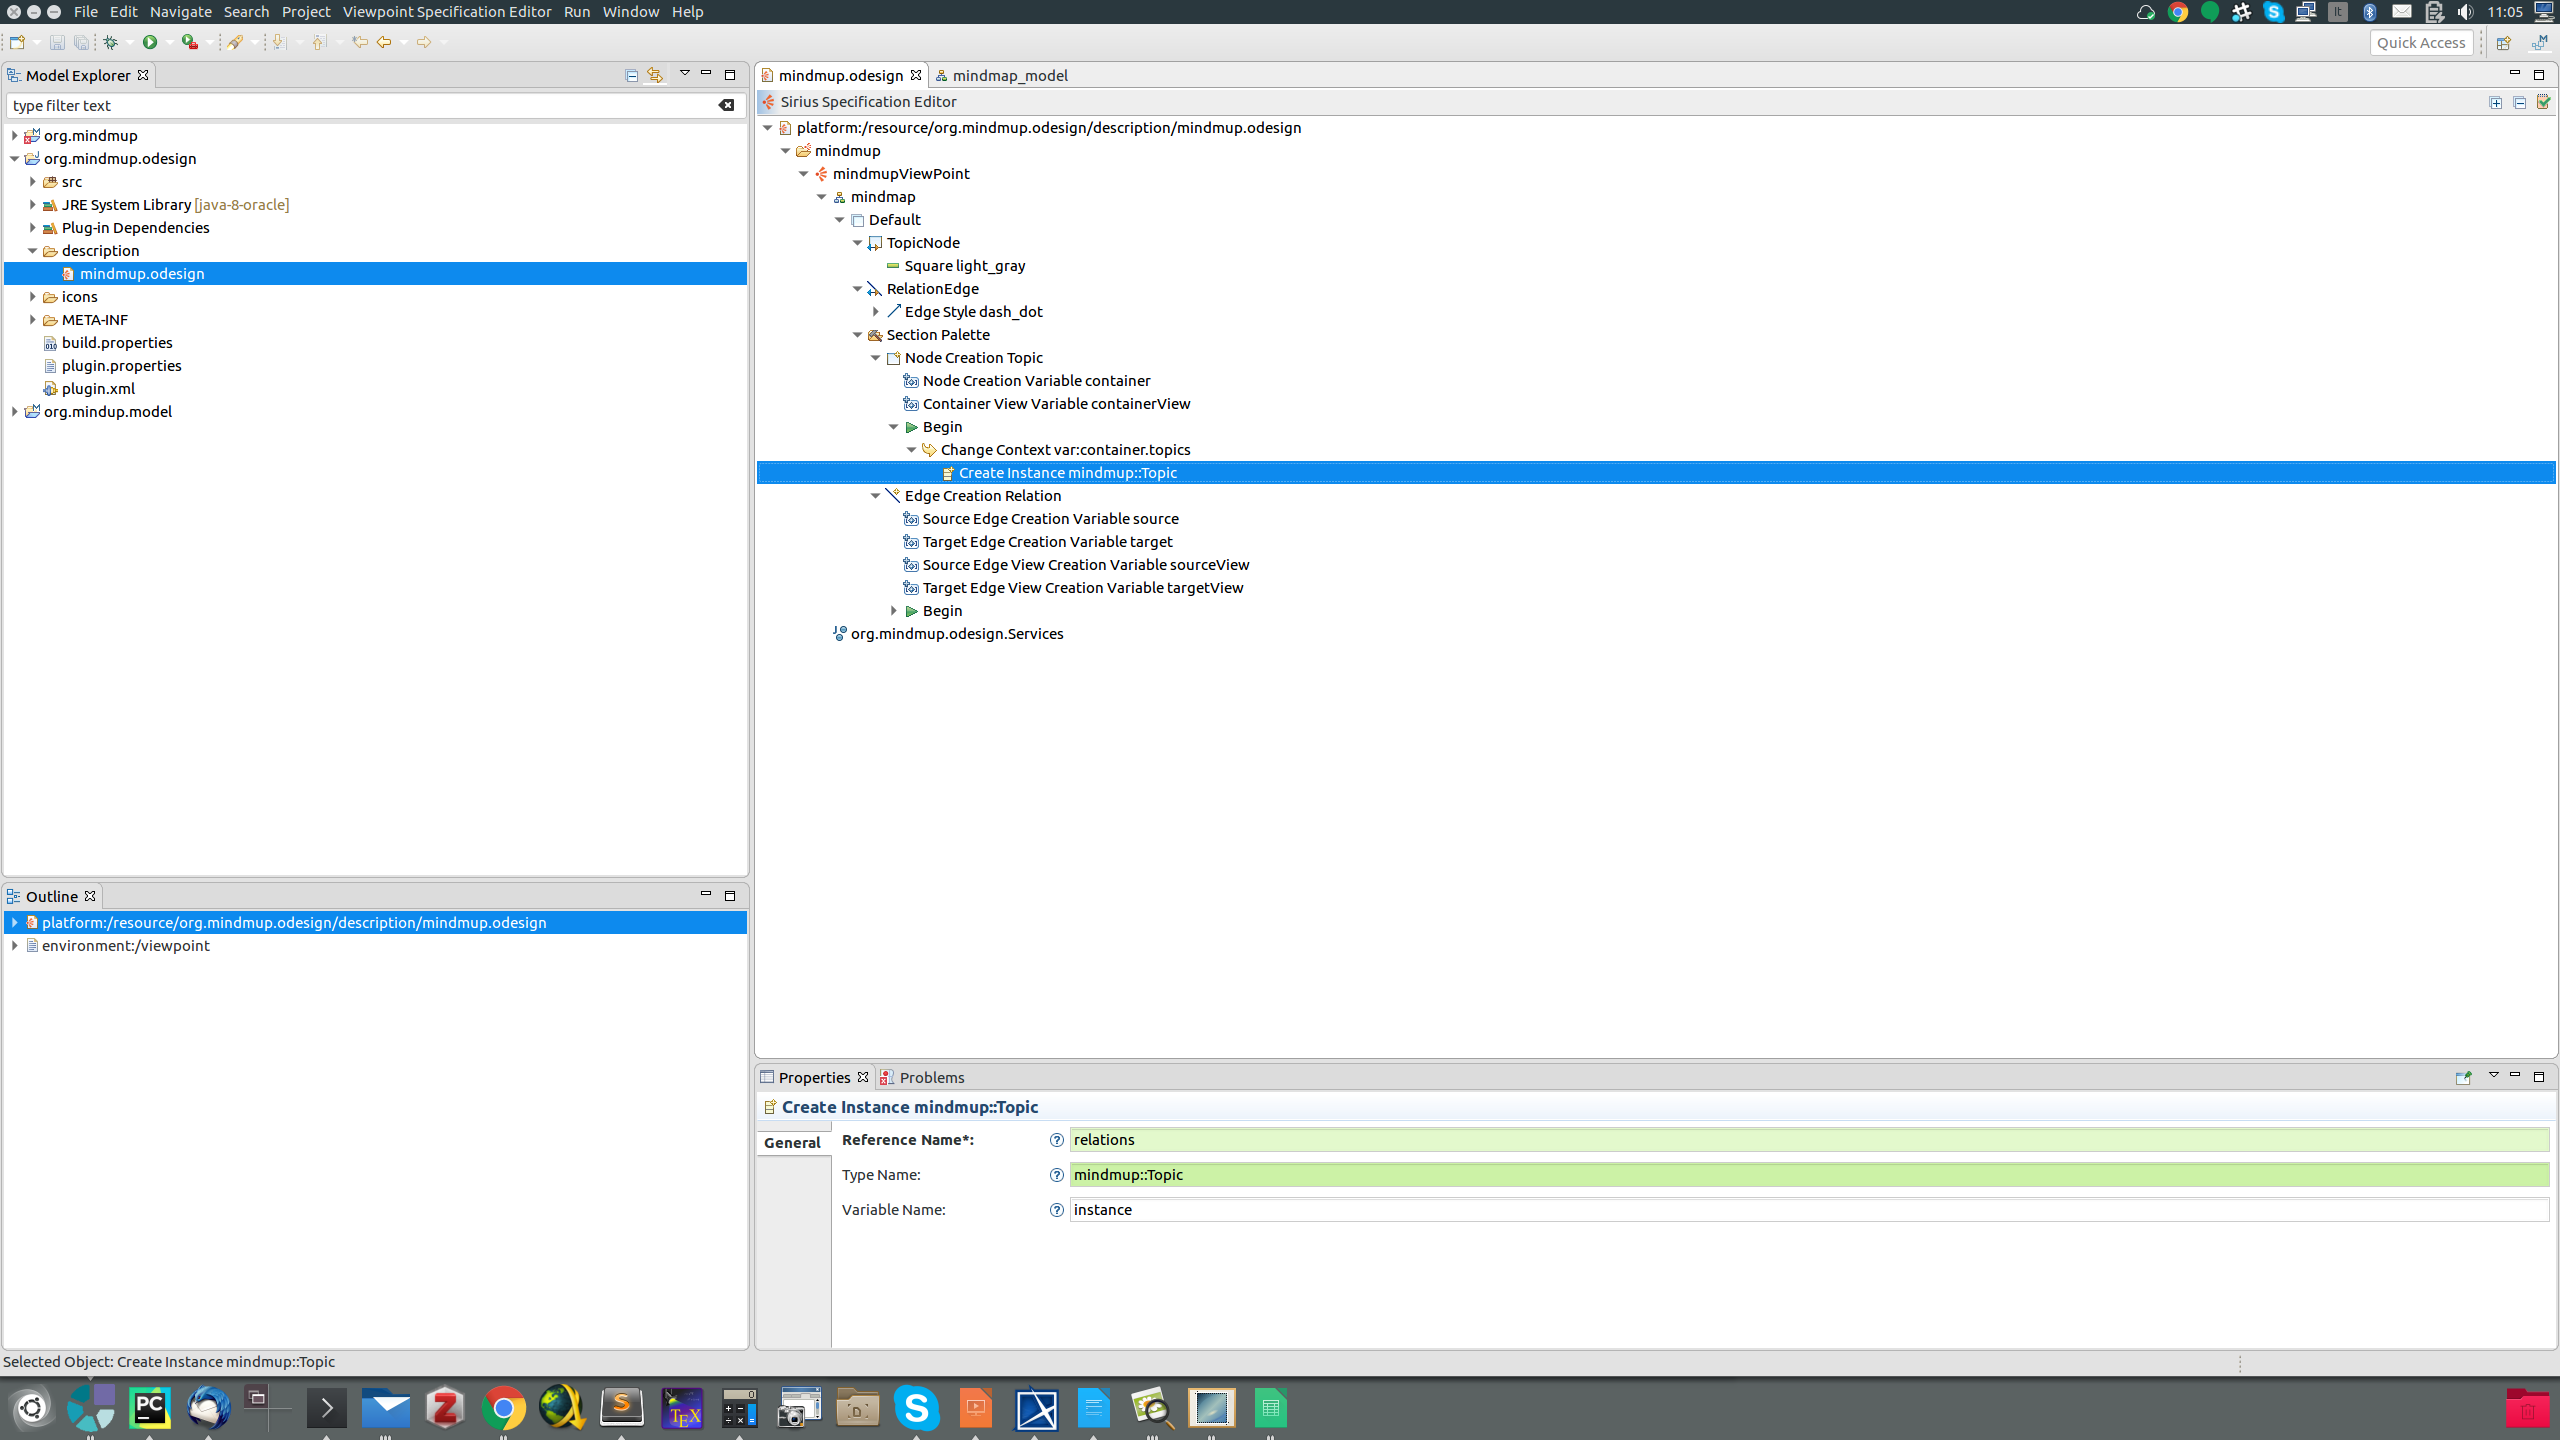 File Edit Navigate Search Project Viewpoint Specification Editor Run Window Help
lt 11:05
Quick Access
Model Explorer
type filter text
org.mindmup
org.mindmup.odesign
src
JRE System Library [java-8-oracle]
Plug-in Dependencies
description
mindmup.odesign
icons
META-INF
build.properties
plugin.properties
plugin.xml
org.mindup.model
Outline
platform:/resource/org.mindmup.odesign/description/mindmup.odesign
environment:/viewpoint
mindmup.odesign mindmap_model
Sirius Specification Editor
platform:/resource/org.mindmup.odesign/description/mindmup.odesign
mindmup
mindmupViewPoint
mindmap
Default
TopicNode
Square light_gray
RelationEdge
Edge Style dash_dot
Section Palette
Node Creation Topic
Node Creation Variable container
Container View Variable containerView
Begin
Change Context var:container.topics
Create Instance mindmup::Topic
Edge Creation Relation
Source Edge Creation Variable source
Target Edge Creation Variable target
Source Edge View Creation Variable sourceView
Target Edge View Creation Variable targetView
Begin
org.mindmup.odesign.Services
Properties Problems
Create Instance mindmup::Topic
General
Reference Name*: relations
Type Name: mindmup::Topic
Variable Name: instance
Selected Object: Create Instance mindmup::Topic
PC
Z
S
TEX
D
S